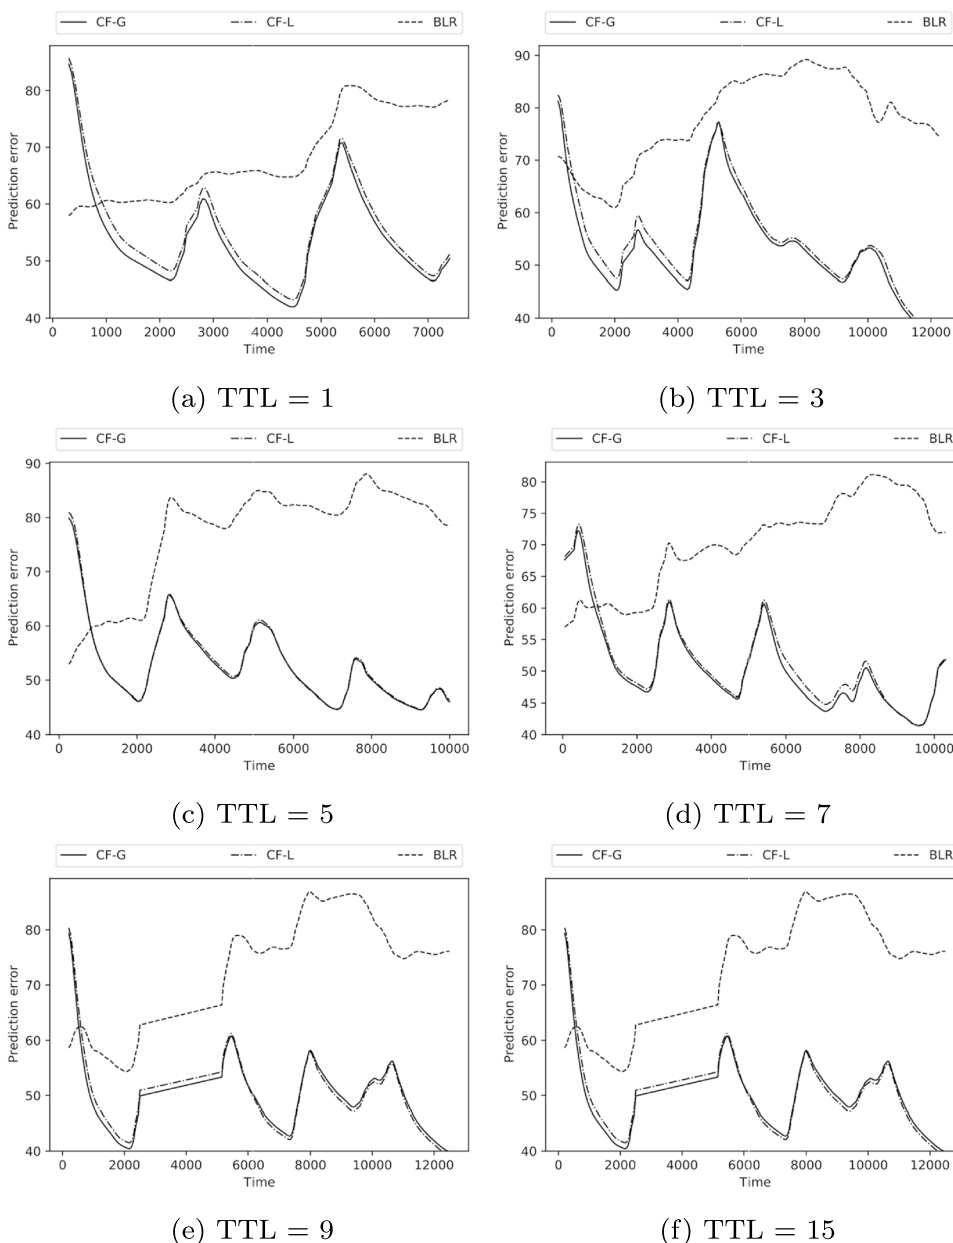 CF-G CF-L BLR
80
70
60
50
40
Prediction error
0 1000 2000 3000 4000 5000 6000 7000
Time
(a) TTL = 1
CF-G CF-L BLR
90
80
70
60
50
40
Prediction error
0 2000 4000 6000 8000 10000 12000
Time
(b) TTL = 3
CF-G CF-L BLR
90
80
70
60
50
40
Prediction error
0 2000 4000 6000 8000 10000
Time
(c) TTL = 5
CF-G CF-L BLR
80
75
70
65
60
55
50
45
40
Prediction error
0 2000 4000 6000 8000 10000
Time
(d) TTL = 7
CF-G CF-L BLR
80
70
60
50
40
Prediction error
0 2000 4000 6000 8000 10000 12000
Time
(e) TTL = 9
CF-G CF-L BLR
80
70
60
50
40
Prediction error
0 2000 4000 6000 8000 10000 12000
Time
(f) TTL = 15